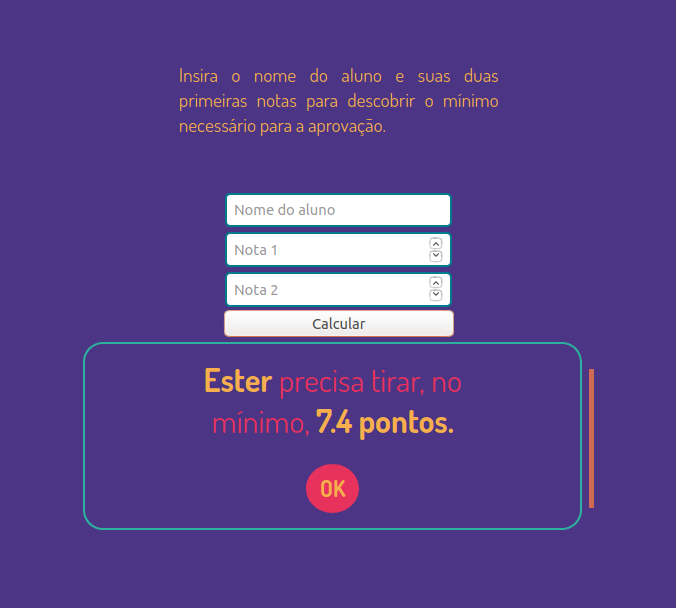 Insira o nome do aluno e suas duas
primeiras notas para descobrir o mínimo
necessário para a aprovação.
Nome do aluno
Nota 1
Nota 2
Calcular
Ester precisa tirar, no
mínimo, 7.4 pontos.
OK